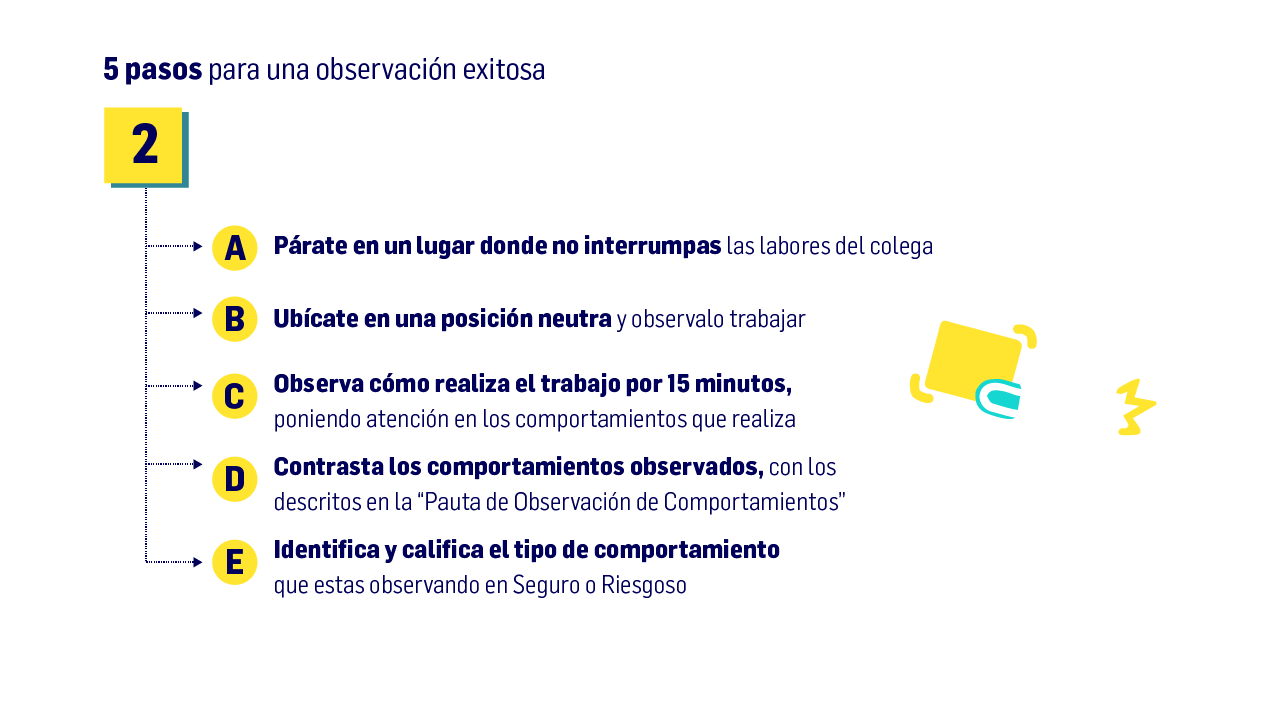 5 pasos para una observación exitosa
2
A Párate en un lugar donde no interrumpas las labores del colega
B Ubícate en una posición neutra y observalo trabajar
C Observa cómo realiza el trabajo por 15 minutos,
poniendo atención en los comportamientos que realiza
D Contrasta los comportamientos observados, con los
descritos en la “Pauta de Observación de Comportamientos”
E Identifica y califica el tipo de comportamiento
que estas observando en Seguro o Riesgoso